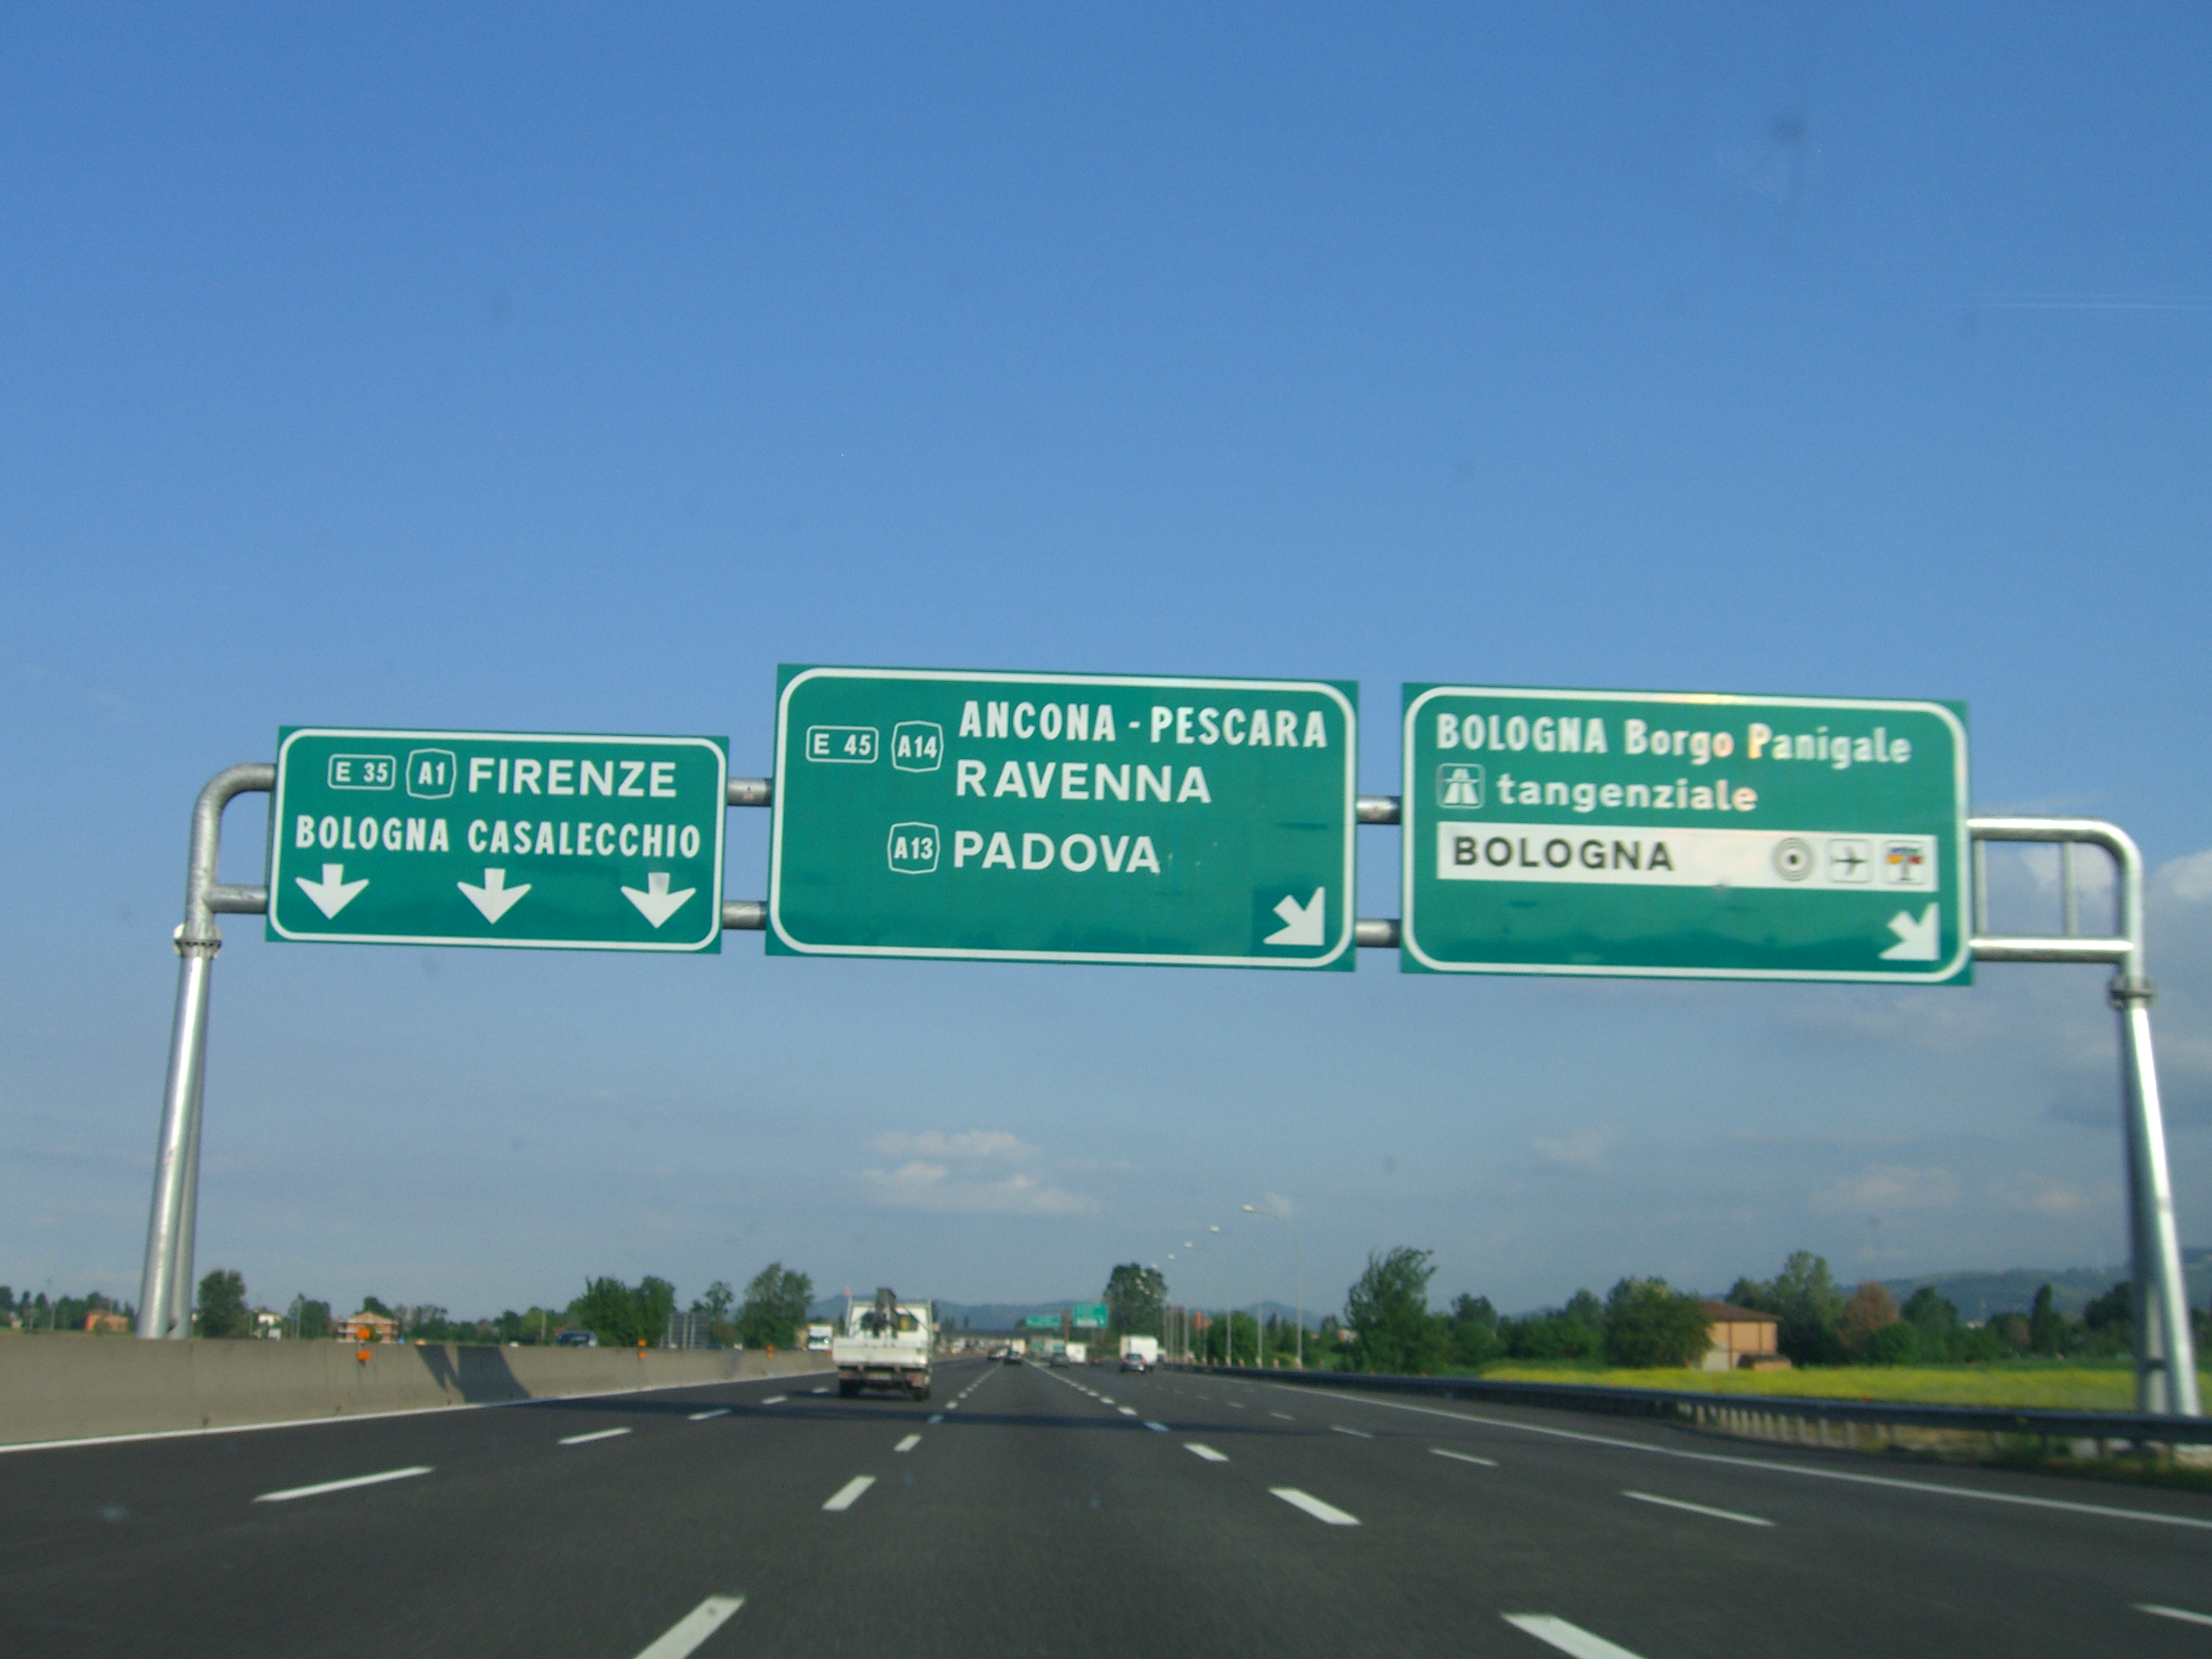 E 35 A1 FIRENZE
BOLOGNA CASALECCHIO
E 45 A14 ANCONA - PESCARA
RAVENNA
A13 PADOVA
BOLOGNA Borgo Panigale
tangenziale
BOLOGNA